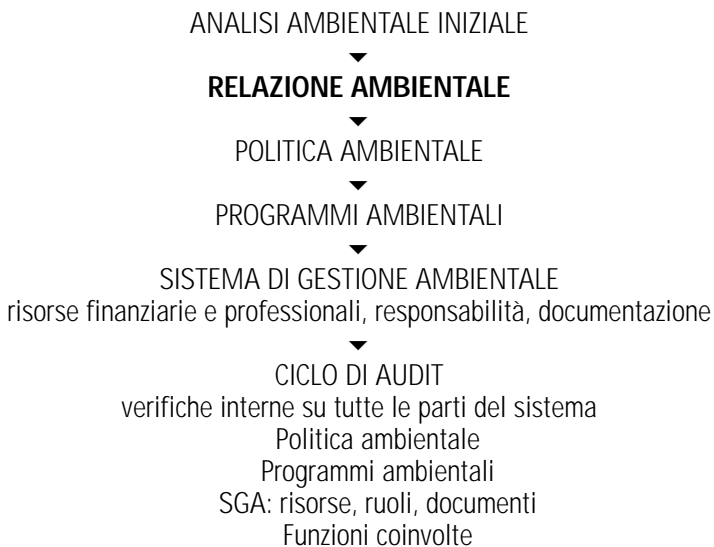 ANALISI AMBIENTALE INIZIALE
RELAZIONE AMBIENTALE
POLITICA AMBIENTALE
PROGRAMMI AMBIENTALI
SISTEMA DI GESTIONE AMBIENTALE
risorse finanziarie e professionali, responsabilità, documentazione
CICLO DI AUDIT
verifiche interne su tutte le parti del sistema
Politica ambientale
Programmi ambientali
SGA: risorse, ruoli, documenti
Funzioni coinvolte